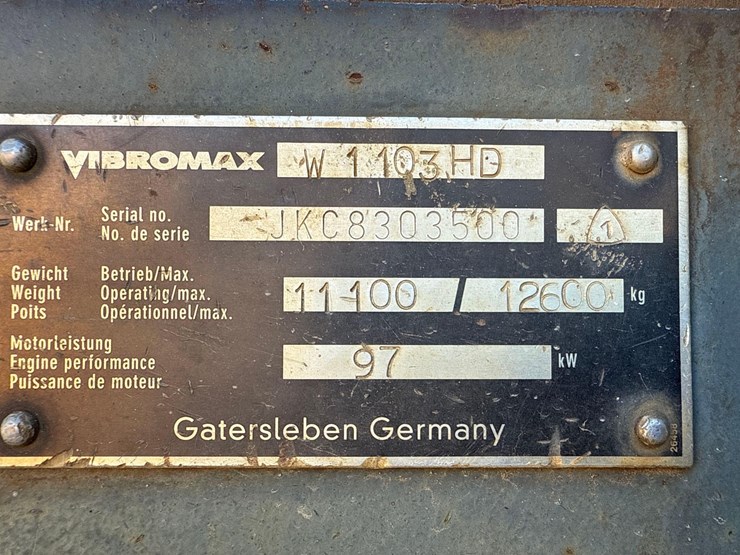 VIBROMAX W 1103 HD
Werk-Nr. Serial no. No. de serie JKC8303500 1
Gewicht Betrieb/Max.
Weight Operating/max. 11100 / 12600 kg
Poits Opérationnel/max.
Motorleistung
Engine performance 97 kW
Puissance de moteur
Gatersleben Germany
26458